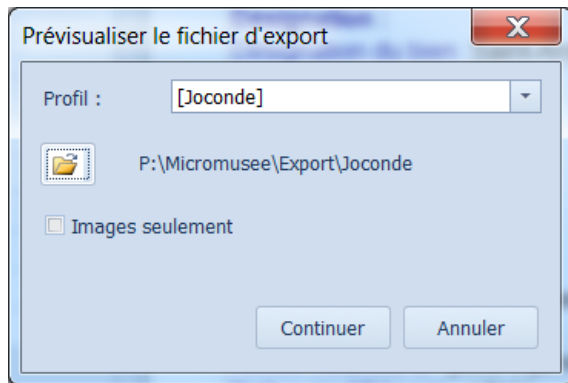 Prévisualiser le fichier d'export
Profil :
[Joconde]
P:\Micromusee\Export\Joconde
Images seulement
Continuer
Annuler